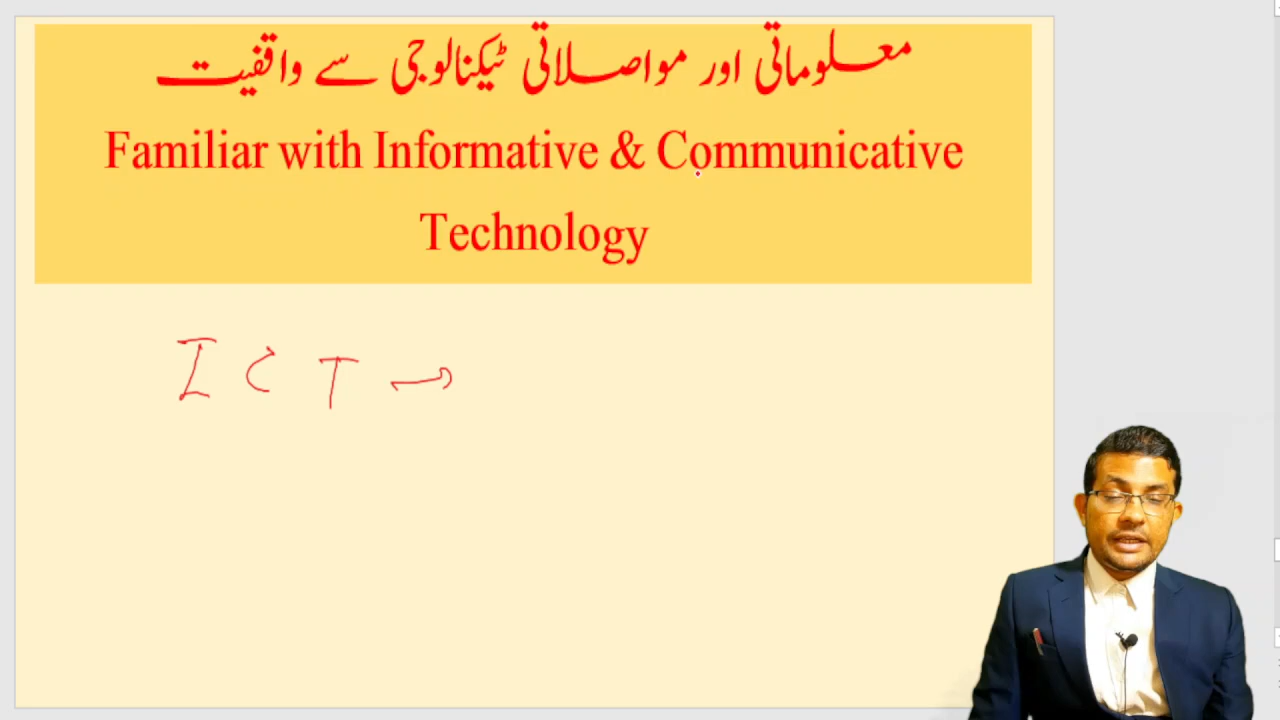 معلوماتی اور مواصلاتی ٹیکنالوجی سے واقفیت
Familiar with Informative & Communicative
Technology
I C T →